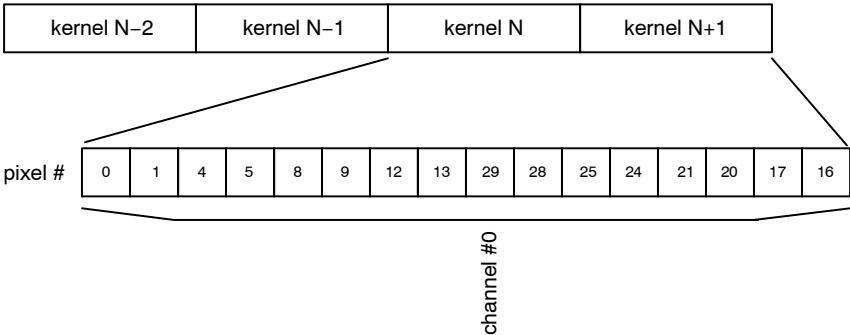 kernel N−2 kernel N−1 kernel N kernel N+1
pixel # 0 1 4 5 8 9 12 13 29 28 25 24 21 20 17 16
channel #0